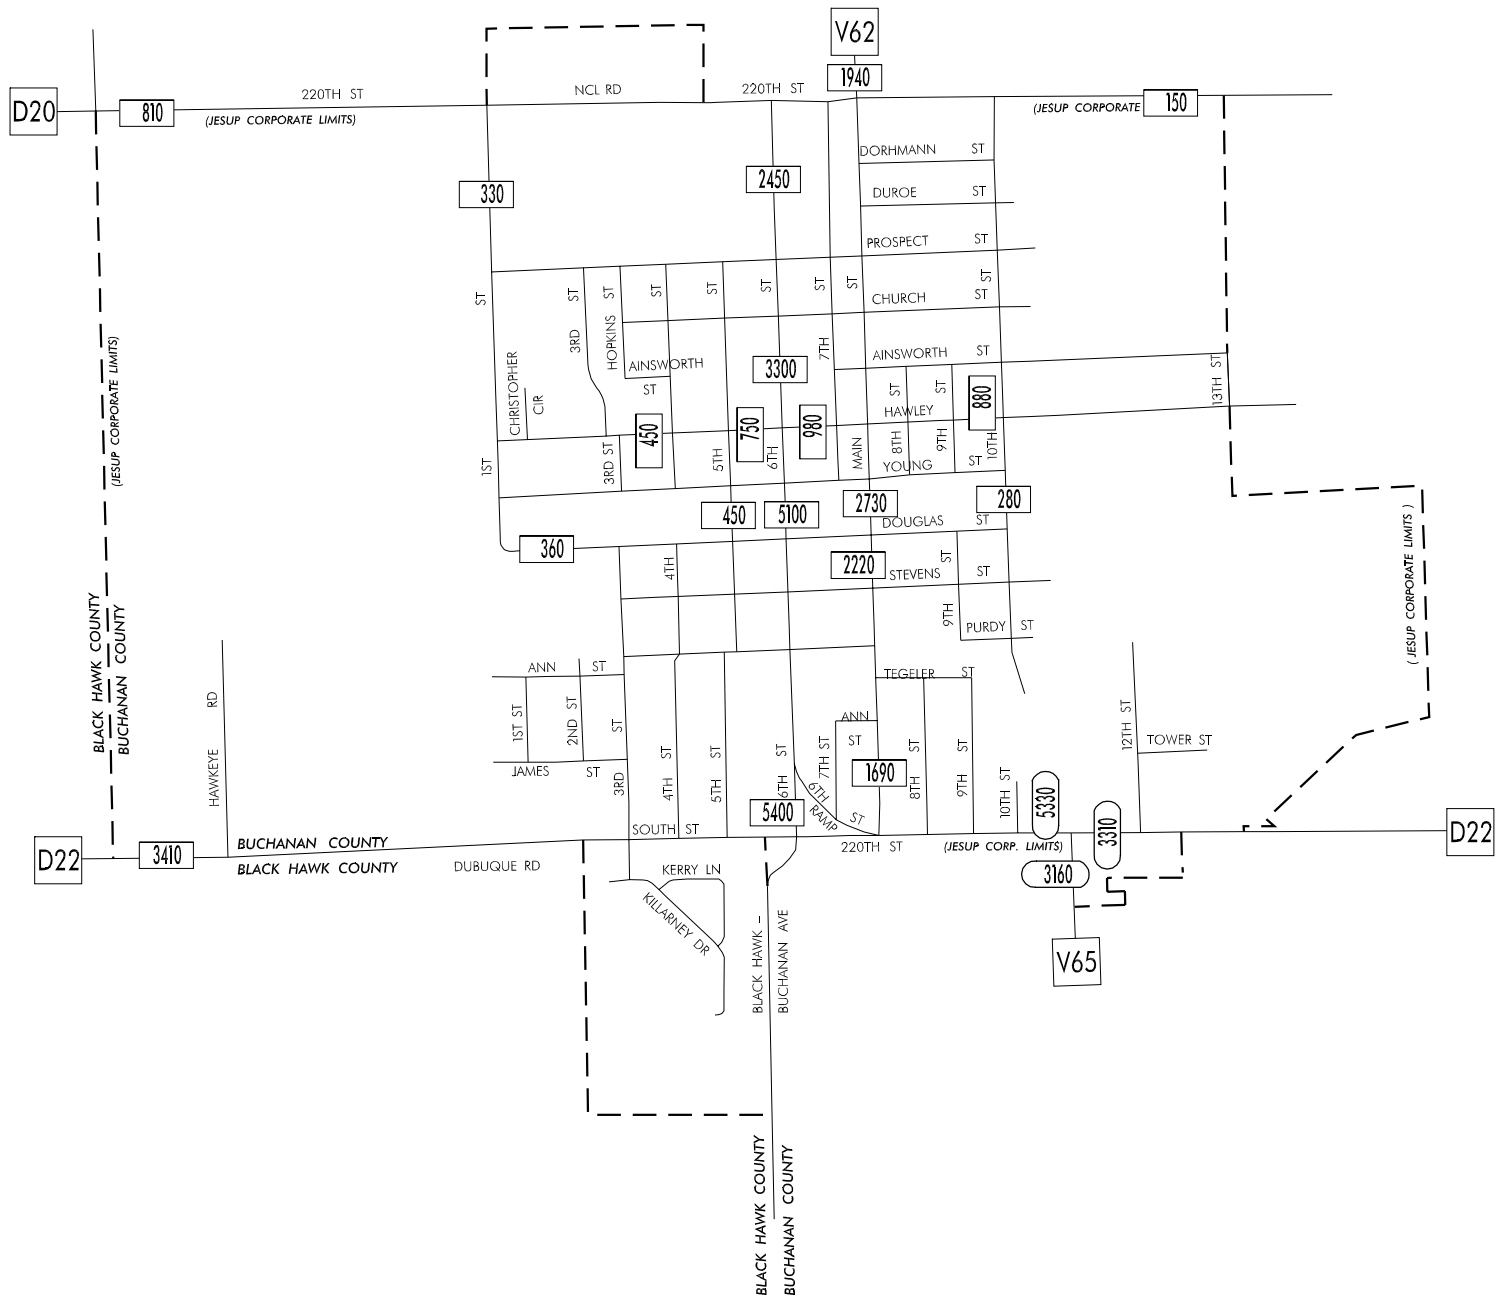 V62
1940
D20
810
220TH ST
NCL RD
220TH ST
(JESUP CORPORATE LIMITS)
(JESUP CORPORATE
150
DORHMANN ST
330
2450
DUROE ST
PROSPECT ST
ST
ST
ST
HOPKINS ST
ST
ST
ST
ST
ST
ST
CHURCH ST
3RD
7TH
AINSWORTH
ST
AINSWORTH ST
3300
CHRISTOPHER
CIR
(JESUP CORPORATE LIMITS)
13TH ST
450
750
980
880
HAWLEY
8TH ST
9TH ST
10TH
1ST
3RD ST
5TH
6TH
MAIN
YOUNG ST
450
5100
2730
280
DOUGLAS ST
360
4TH
2220
STEVENS ST
9TH ST
PURDY ST
(JESUP CORPORATE LIMITS )
BLACK HAWK COUNTY
BUCHANAN COUNTY
HAWKEYE RD
ANN ST
1ST ST
2ND ST
3RD ST
JAMES ST
4TH ST
5TH ST
6TH ST
TEGELER ST
ANN
ST
7TH ST
1690
8TH ST
9TH ST
10TH ST
12TH ST
TOWER ST
5330
3310
5400
6TH
RAMP
ST
SOUTH ST
220TH ST
(JESUP CORP. LIMITS)
D22
D22
3410
BUCHANAN COUNTY
BLACK HAWK COUNTY
DUBUQUE RD
KERRY LN
KILLARNEY DR
3160
V65
BLACK HAWK –
BUCHANAN AVE
BLACK HAWK COUNTY
BUCHANAN COUNTY